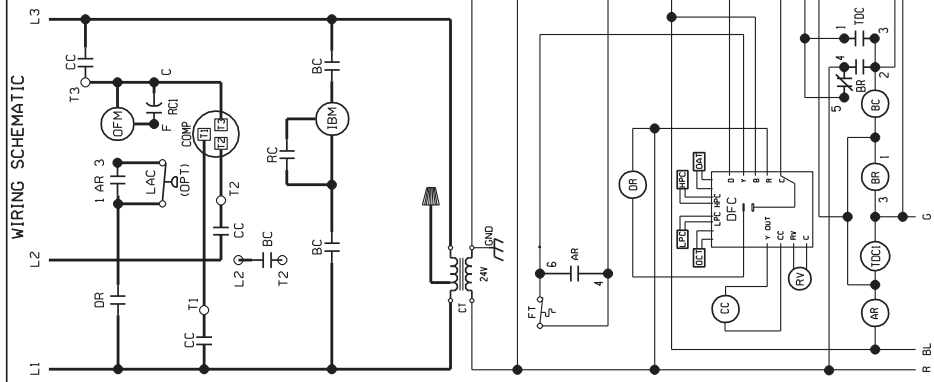 WIRING SCHEMATIC
L3
L2
L1
CC
T3
OFM
C
RC1
F
COMP
T1
T2
T3
1 AR 3
LAC
(OPT)
T2
CC
L2
BC
T2
DR
T1
CC
BC
RC
IBM
BC
CT
24V
GND
FT
6
AR
4
DR
OAT
HPC
LPC
OCT
LPC HPC
DFC
D
Y
B
R
C
Y OUT
CC
RV
C
CC
RV
1
TDC
3
4
BR
2
5
BC
BR
1
3
TDC1
AR
G
BL
R